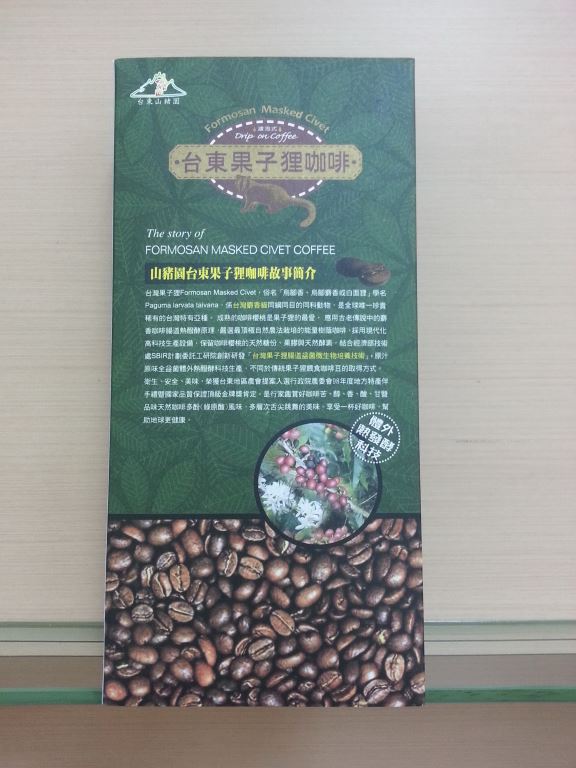 台東山豬園
Formosan Masked Civet
濾泡式
Drip on Coffee
台東果子狸咖啡
The story of
FORMOSAN MASKED CIVET COFFEE
山豬園台東果子狸咖啡故事簡介
台灣果子狸Formosan Masked Civet，俗名「烏腳香、烏腳麝香或白面狸」學名
Paguma larvata taivana，係台灣麝香貓同綱同目的同科動物，是全球唯一珍貴
稀有的台灣特有亞種。成熟的咖啡櫻桃是果子狸的最愛，應用古老傳說中的麝
香咖啡腸道熱醱酵原理，嚴選最頂極自然農法栽培的能量樹蔭咖啡，採用現代化
高科技生產設備，保留咖啡櫻桃的天然糖份、果膠與天然酵素，結合經濟部技術
處SBIR計劃委託工研院創新研發「台灣果子狸腸道益菌微生物培養技術」，原汁
原味全益菌體外熱醱酵科技生產，不同於傳統果子狸餵食咖啡豆的取得方式。
衛生、安全、美味，榮獲台東地區農會提案入選行政院農委會98年度地方特產伴
手禮暨國家品質保證頂級金牌獎肯定，是行家鑑賞好咖啡苦、醇、香、酸、甘醫
品味天然咖啡多酚(綠原酸)風味，多層次舌尖跳舞的美味，享受一杯好咖啡，幫
助地球更健康。
體外
熱醱酵
科技